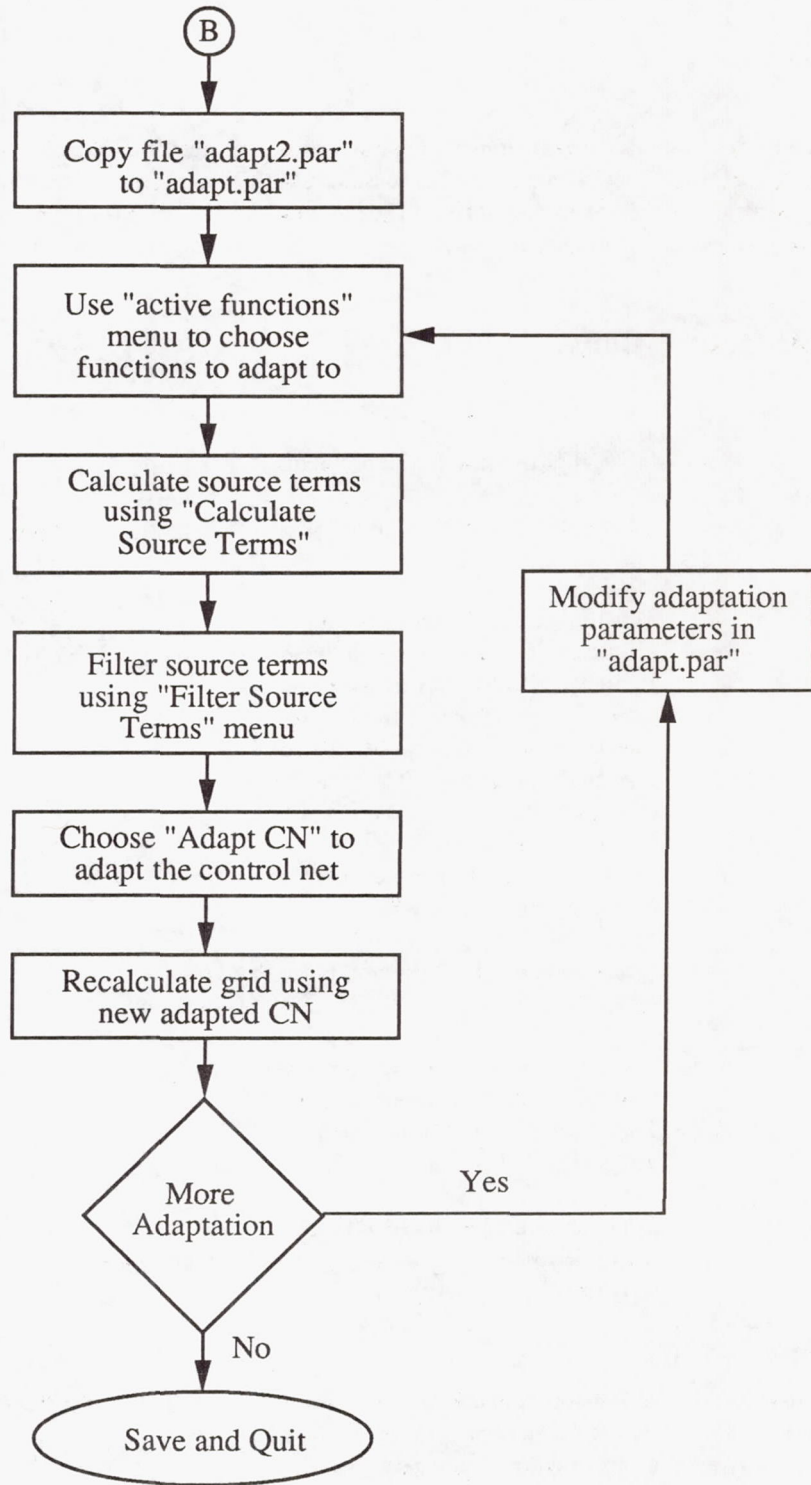 B
Copy file "adapt2.par"
to "adapt.par"
Use "active functions"
menu to choose
functions to adapt to
Calculate source terms
using "Calculate
Source Terms"
Modify adaptation
parameters in
"adapt.par"
Filter source terms
using "Filter Source
Terms" menu
Choose "Adapt CN" to
adapt the control net
Recalculate grid using
new adapted CN
More
Adaptation
Yes
No
Save and Quit